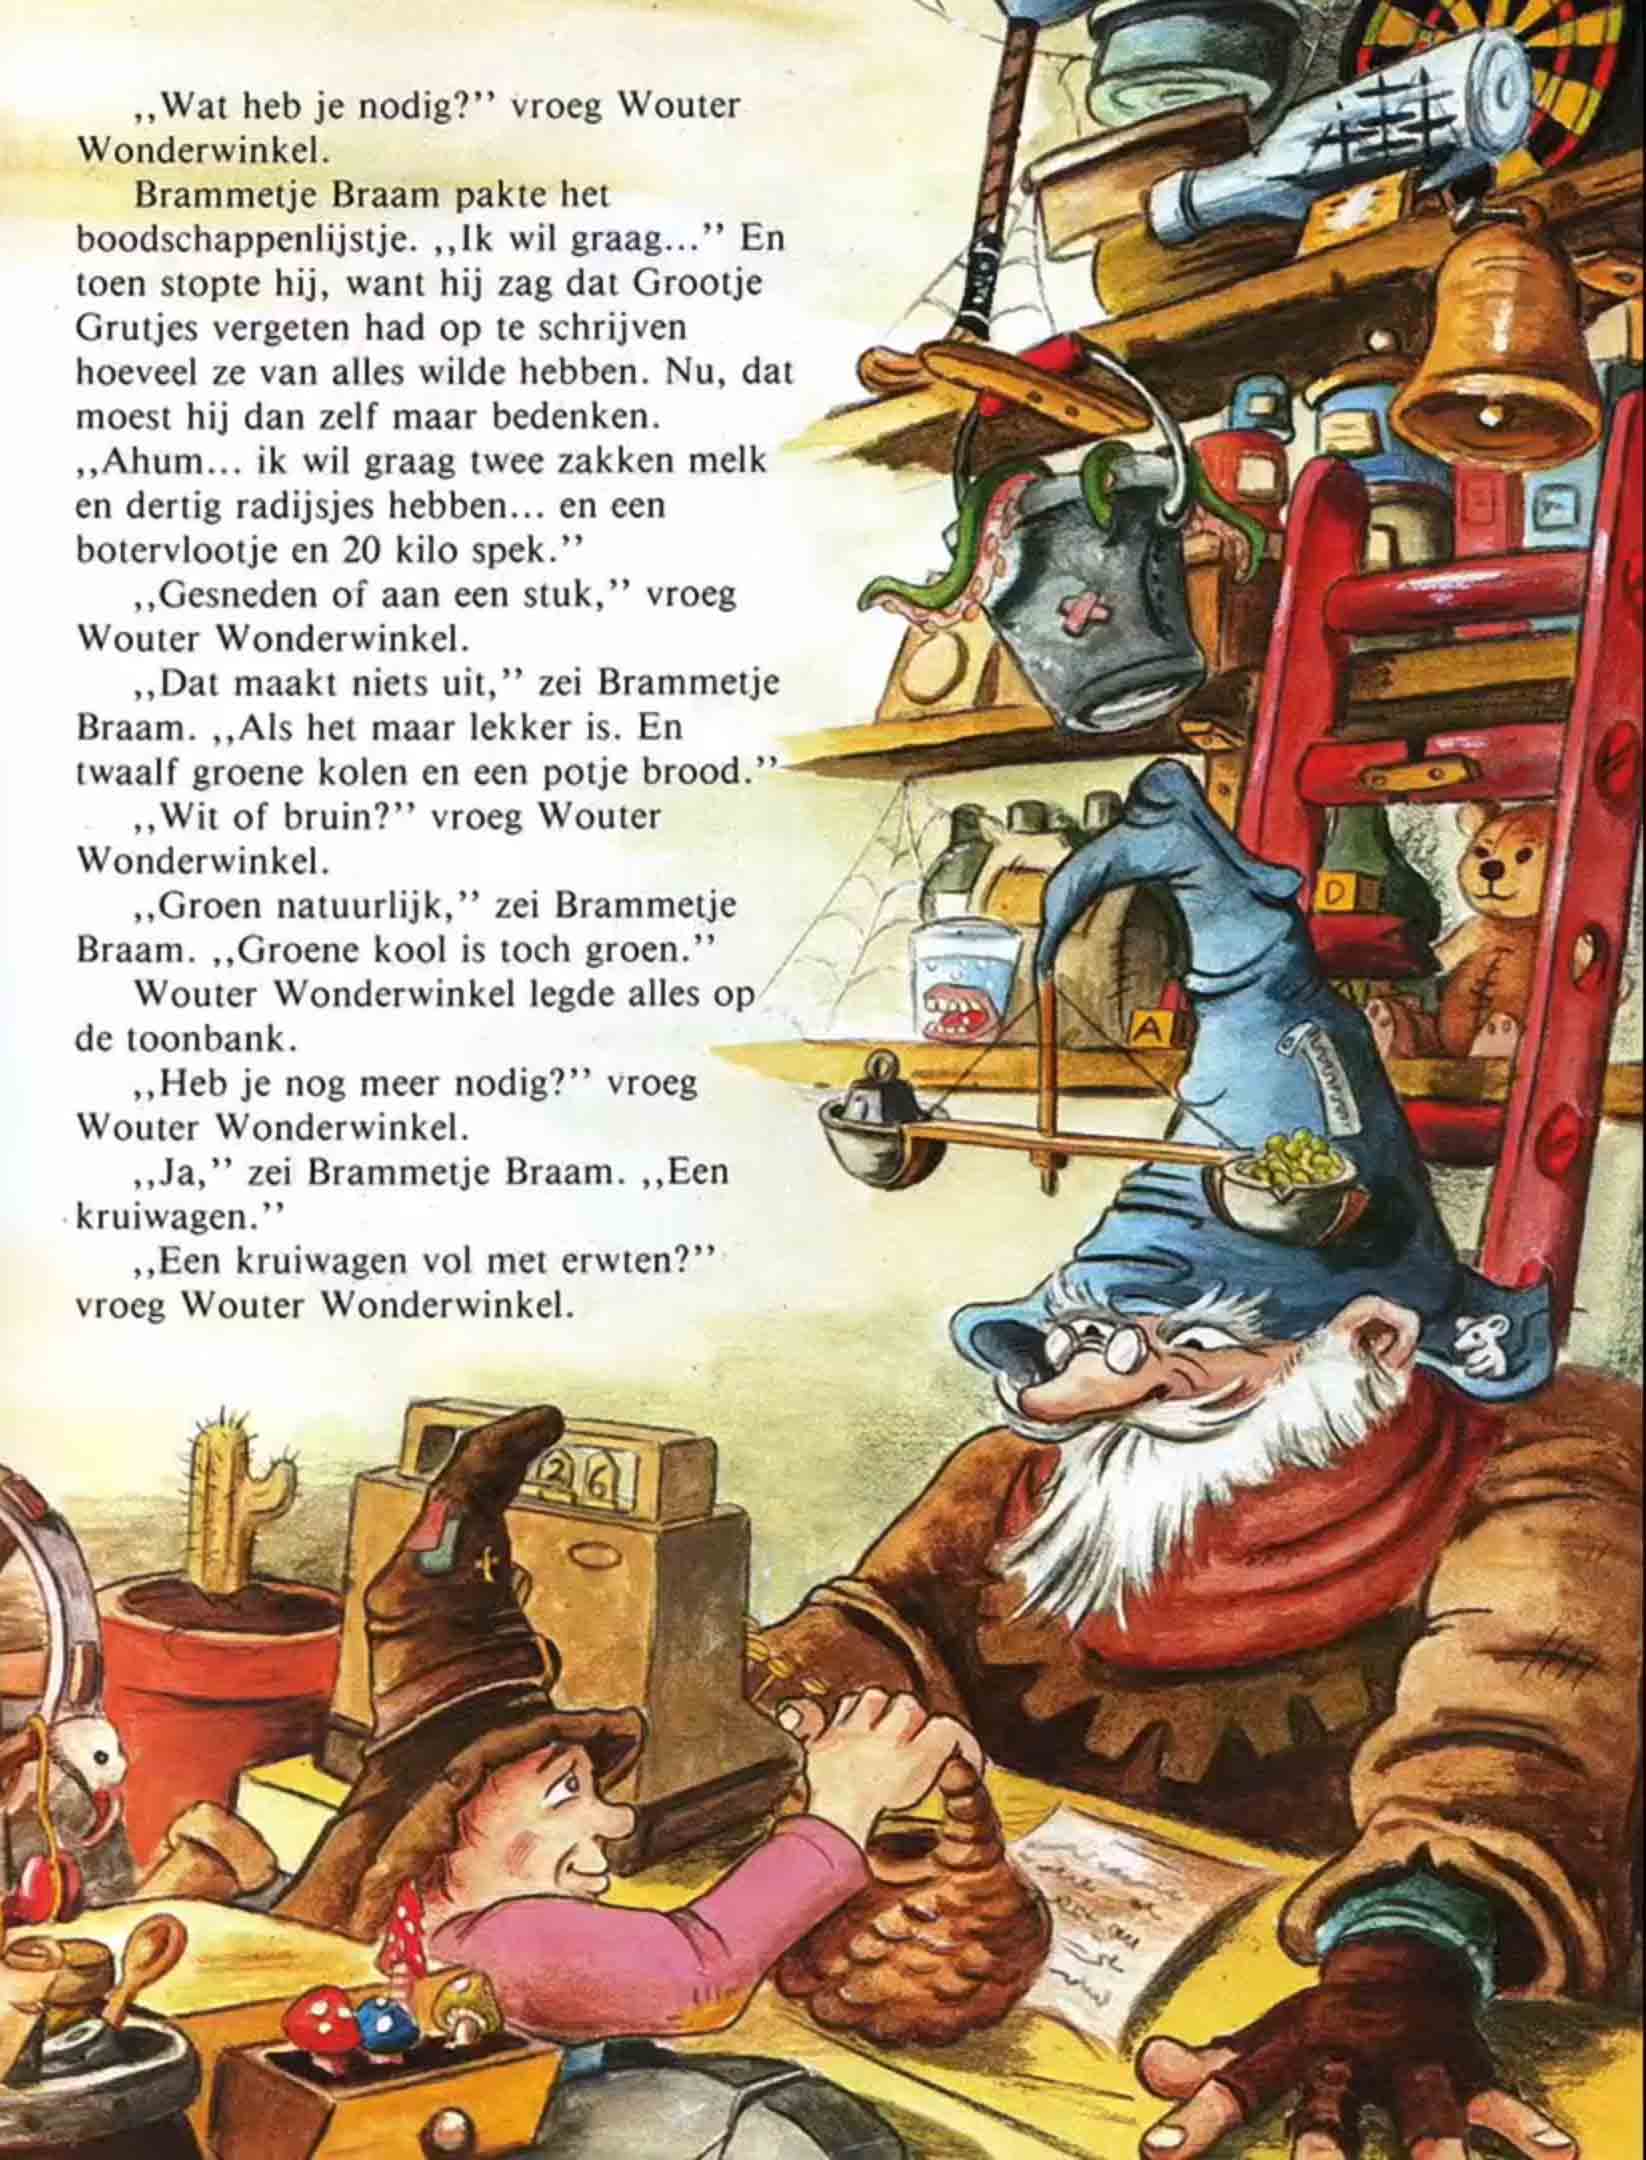 ,,Wat heb je nodig?’’ vroeg Wouter
Wonderwinkel.
Brammetje Braam pakte het
boodschappenlijstje. ,,Ik wil graag...’’ En
toen stopte hij, want hij zag dat Grootje
Grutjes vergeten had op te schrijven
hoeveel ze van alles wilde hebben. Nu, dat
moest hij dan zelf maar bedenken.
,,Ahum... ik wil graag twee zakken melk
en dertig radijsjes hebben... en een
botervlootje en 20 kilo spek.’’
,,Gesneden of aan een stuk,’’ vroeg
Wouter Wonderwinkel.
,,Dat maakt niets uit,’’ zei Brammetje
Braam. ,,Als het maar lekker is. En
twaalf groene kolen en een potje brood.’’
,,Wit of bruin?’’ vroeg Wouter
Wonderwinkel.
,,Groen natuurlijk,’’ zei Brammetje
Braam. ,,Groene kool is toch groen.’’
Wouter Wonderwinkel legde alles op
de toonbank.
,,Heb je nog meer nodig?’’ vroeg
Wouter Wonderwinkel.
,,Ja,’’ zei Brammetje Braam. ,,Een
kruiwagen.’’
,,Een kruiwagen vol met erwten?’’
vroeg Wouter Wonderwinkel.
D
A
26